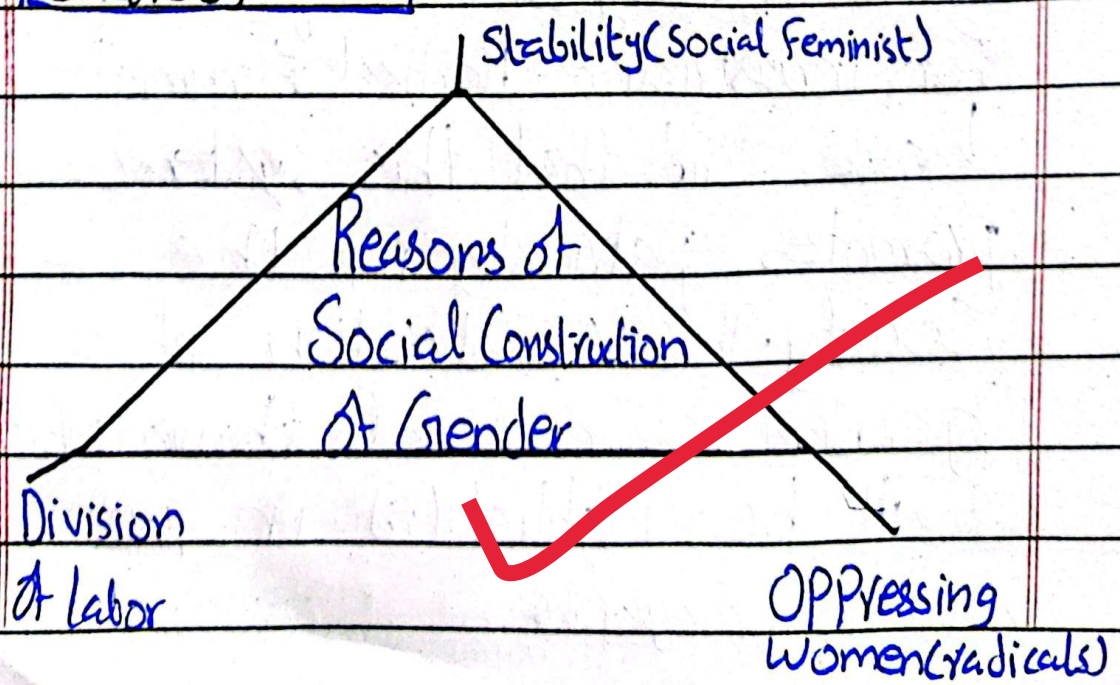 Stability(Social Feminist)
Reasons of
Social Construction
of Gender
Division
of labor
Oppressing
Women(radicals)